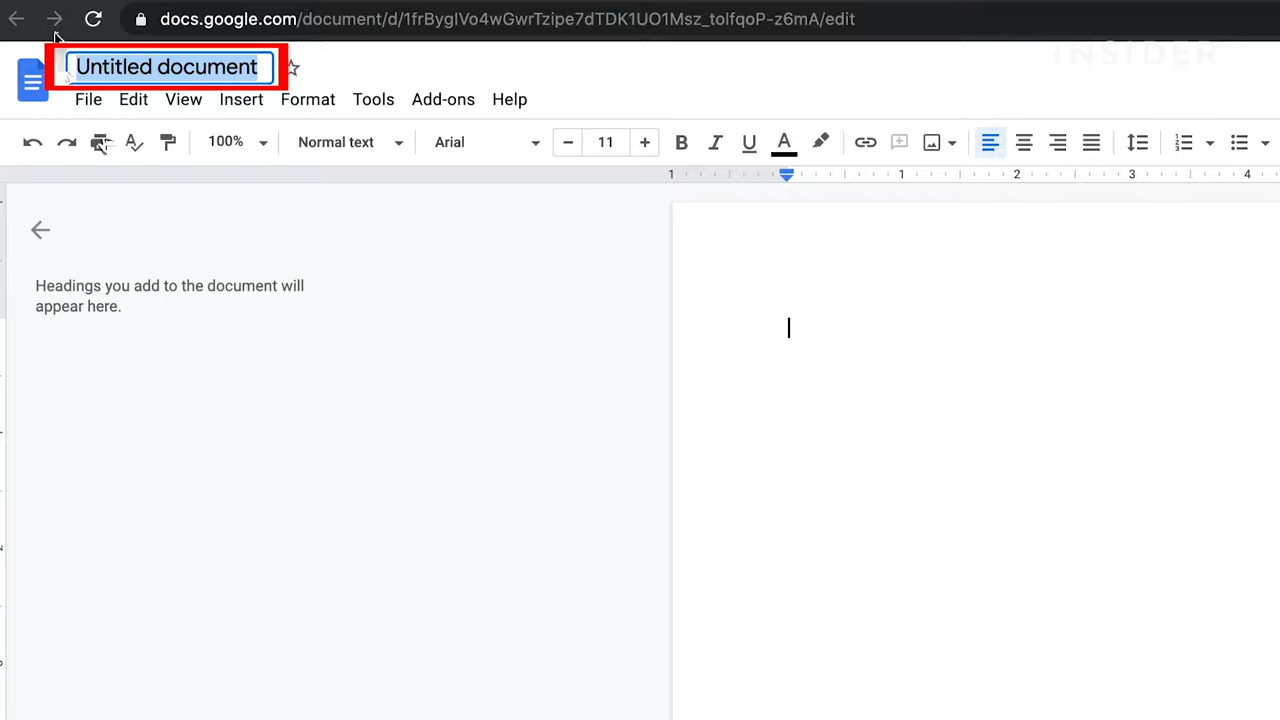 docs.google.com/document/d/1frBygIVo4wGwrTzipe7dTDK1UO1Msz_tolfqoP-z6mA/edit
INSIDER
Untitled document
File Edit View Insert Format Tools Add-ons Help
100% Normal text Arial 11 B I U A
1 1 2 3 4
Headings you add to the document will
appear here.